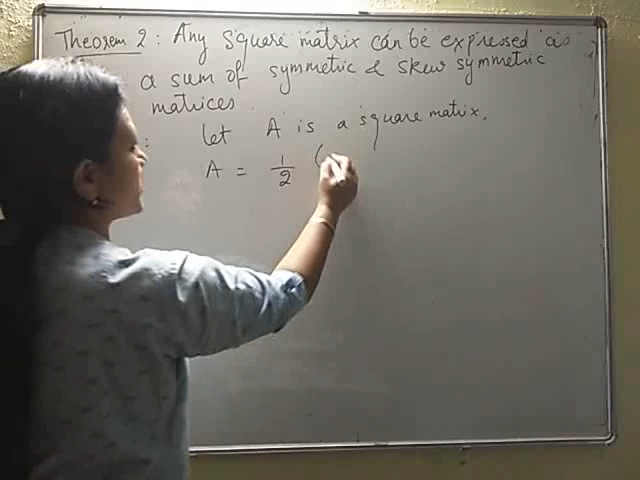 Theorem 2: Any square matrix can be expressed as
a sum of symmetric & skew symmetric
matrices
: let A is a square matrix.
A = 1/2 (